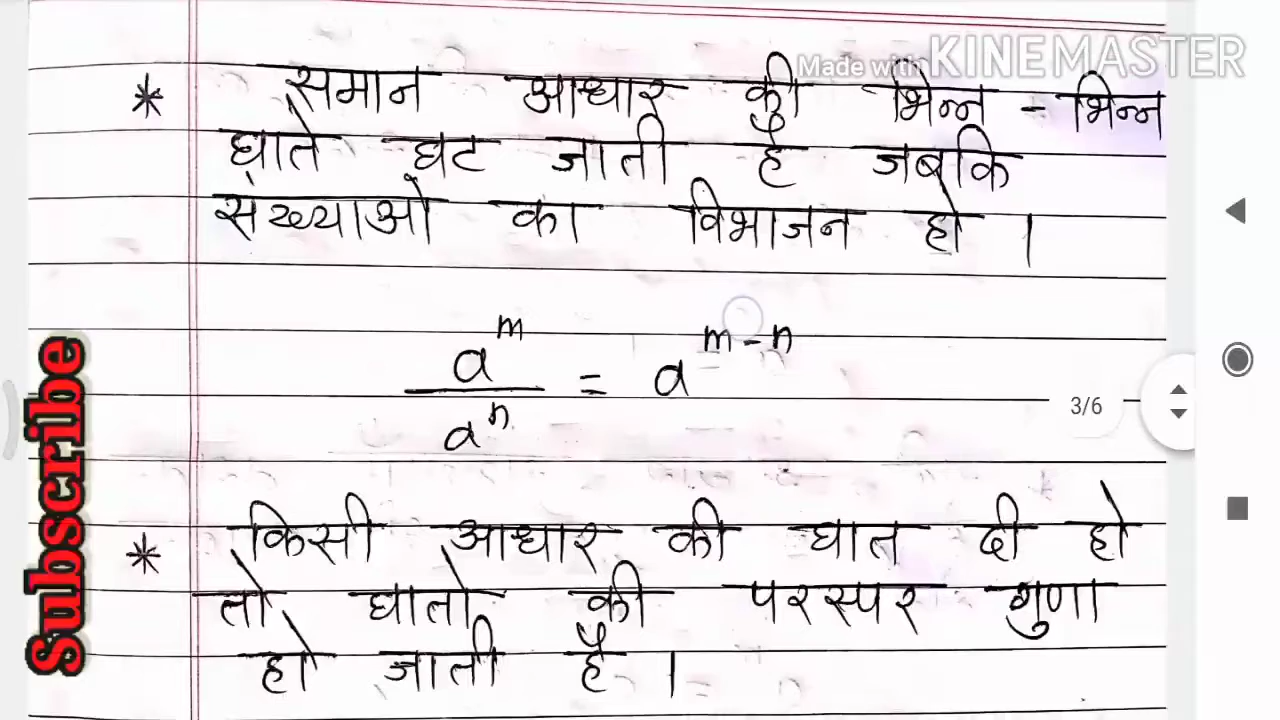 Made with KINEMASTER
* समान आधार की भिन्न - भिन्न
घाते घट जाती है जबकि
संख्याओ का विभाजन हो ।
a^m / a^n = a^(m-n)
3/6
* किसी आधार की घात दी हो
तो घातो की परस्पर गुणा
हो जाती है ।
Subscribe